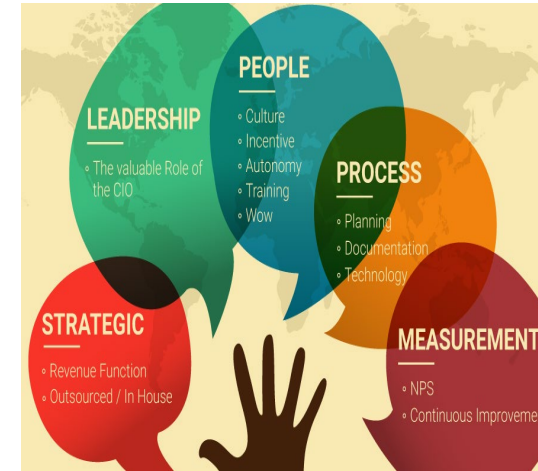 PEOPLE
◦ Culture
◦ Incentive
◦ Autonomy
◦ Training
◦ Wow
LEADERSHIP
◦ The valuable Role of
the CIO
PROCESS
◦ Planning
◦ Documentation
◦ Technology
STRATEGIC
◦ Revenue Function
◦ Outsourced / In House
MEASUREMENT
◦ NPS
◦ Continuous Improveme